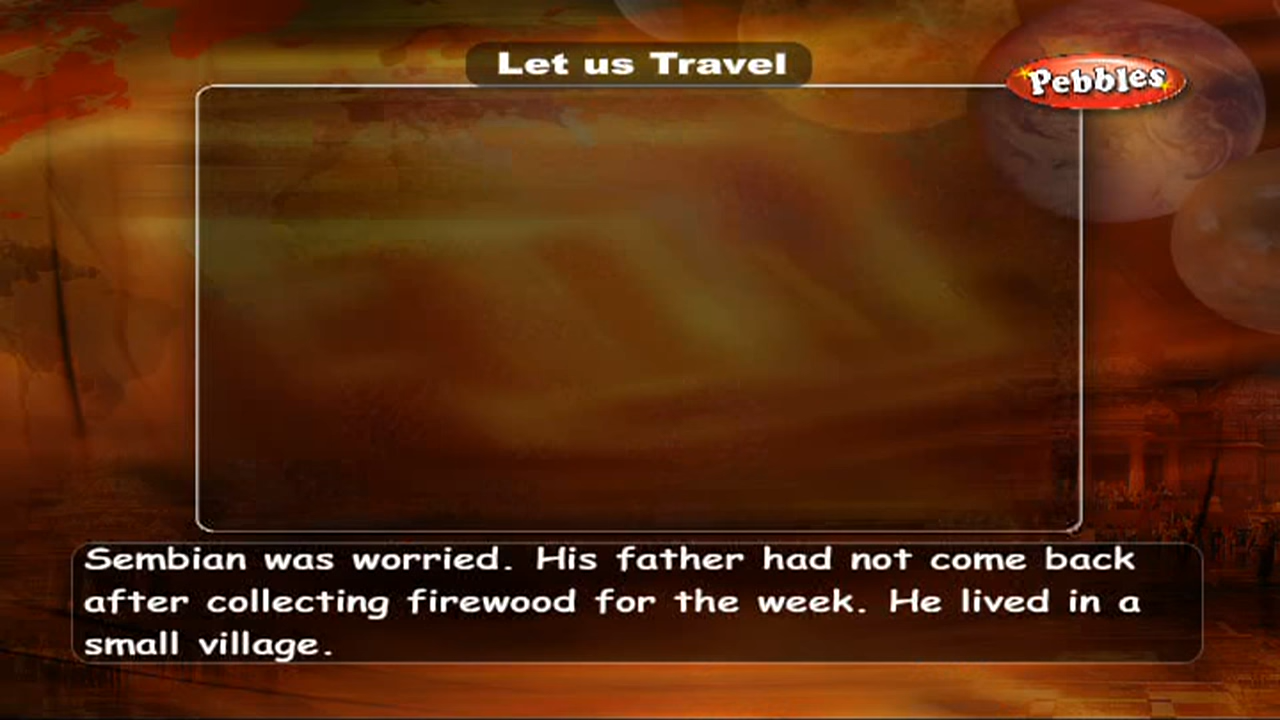 Let us Travel
Pebbles
Sembian was worried. His father had not come back
after collecting firewood for the week. He lived in a
small village.